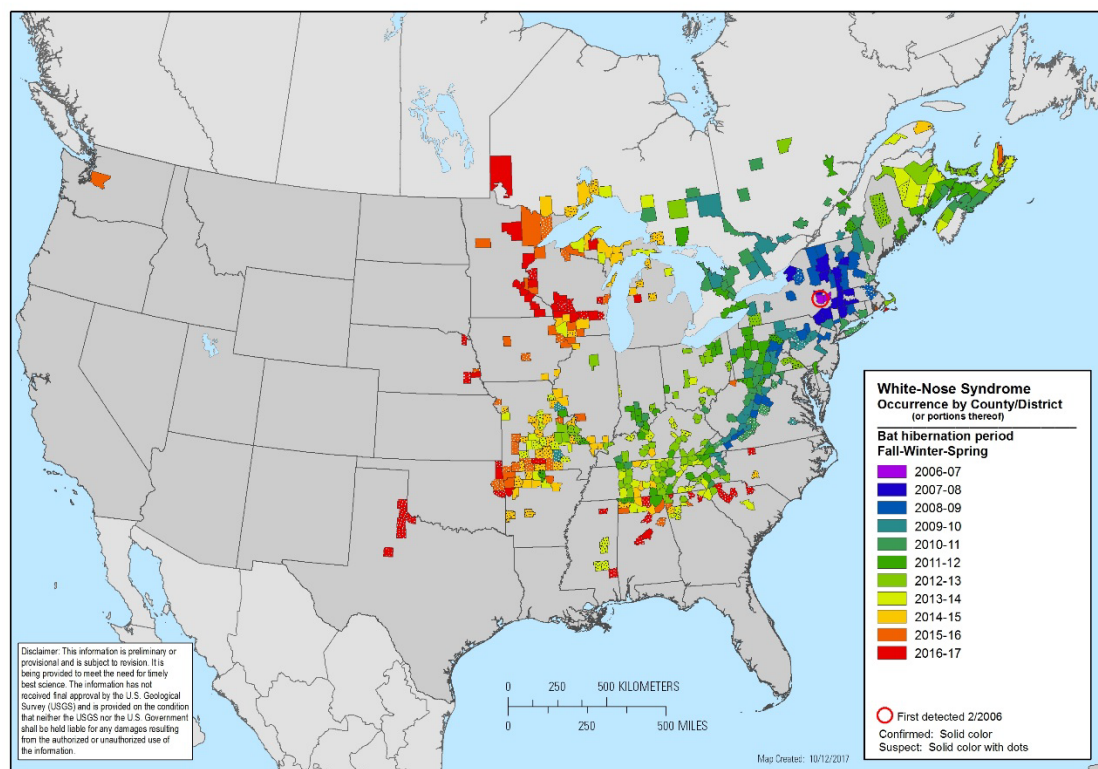 White-Nose Syndrome
Occurrence by County/District
(or portions thereof)
Bat hibernation period
Fall-Winter-Spring
2006-07
2007-08
2008-09
2009-10
2010-11
2011-12
2012-13
2013-14
2014-15
2015-16
2016-17
First detected 2/2006
Confirmed: Solid color
Suspect: Solid color with dots
Disclaimer: This information is preliminary or
provisional and is subject to revision. It is
being provided to meet the need for timely
best science. The information has not
received final approval by the U.S. Geological
Survey (USGS) and is provided on the condition
that neither the USGS nor the U.S. Government
shall be held liable for any damages resulting
from the authorized or unauthorized use of
the information.
0 250 500 KILOMETERS
0 250 500 MILES
Map Created: 10/12/2017